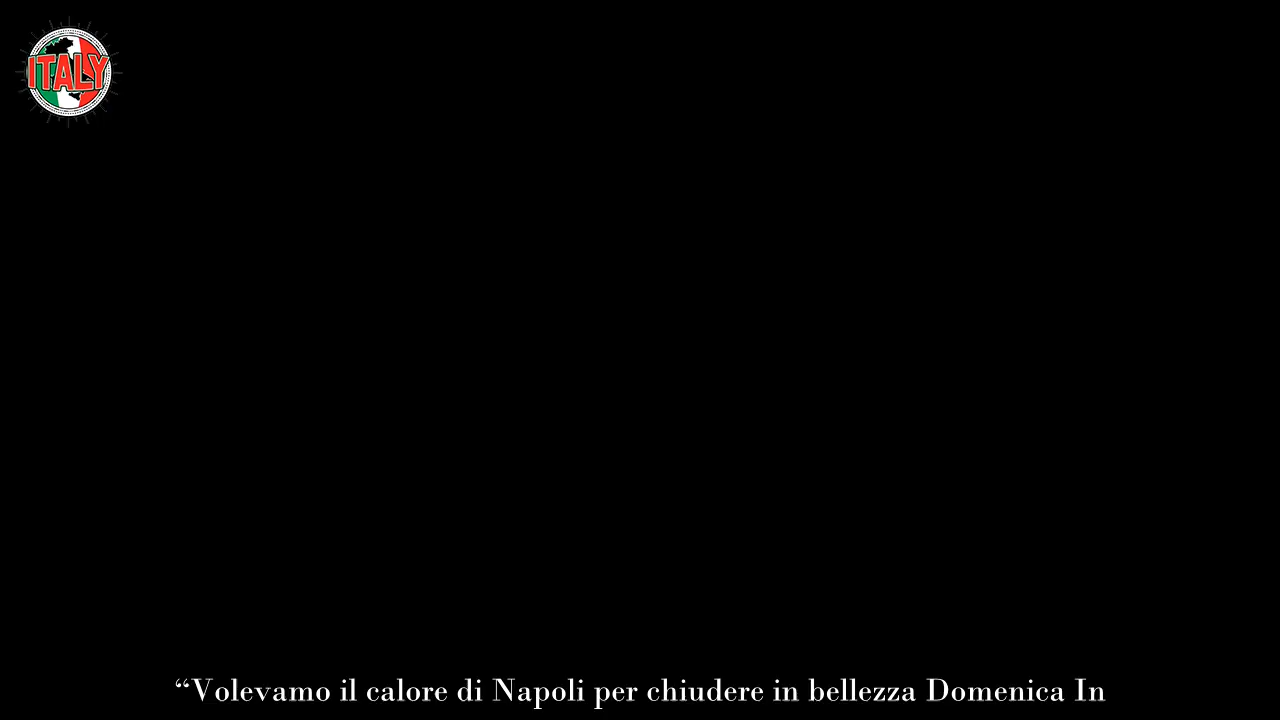 ITALY
“Volevamo il calore di Napoli per chiudere in bellezza Domenica In